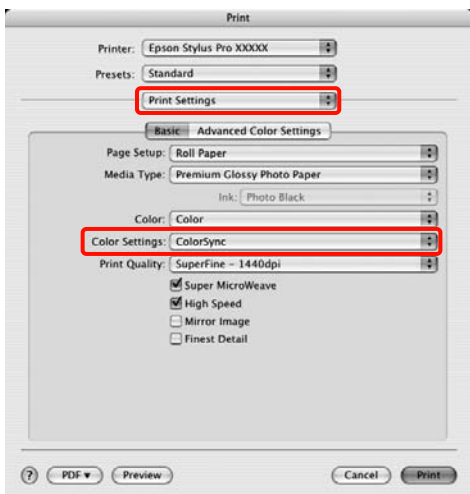 Print
Printer: Epson Stylus Pro XXXXX
Presets: Standard
Print Settings
Basic Advanced Color Settings
Page Setup: Roll Paper
Media Type: Premium Glossy Photo Paper
Ink: Photo Black
Color: Color
Color Settings: ColorSync
Print Quality: SuperFine - 1440dpi
Super MicroWeave
High Speed
Mirror Image
Finest Detail
? PDF Preview Cancel Print